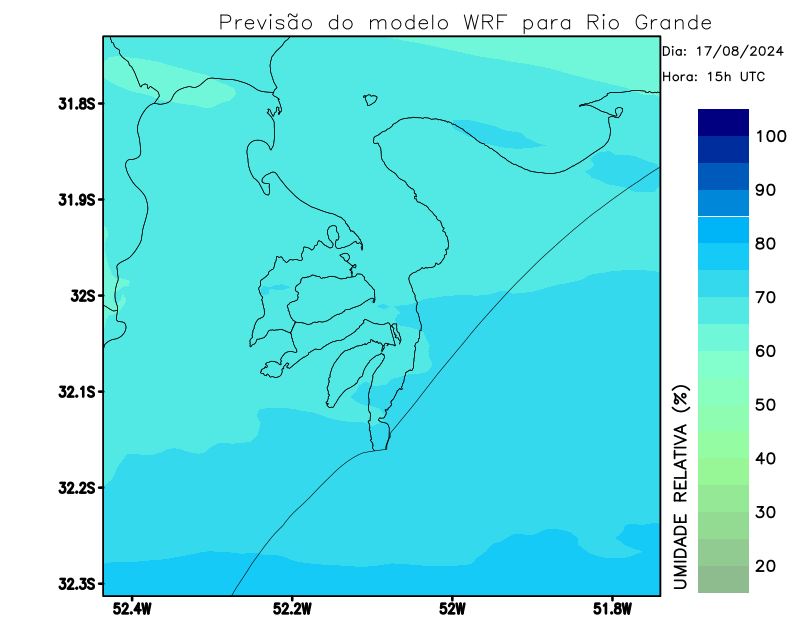 Previsão do modelo WRF para Rio Grande
Dia: 17/08/2024
Hora: 15h UTC
31.8S
31.9S
32S
32.1S
32.2S
32.3S
52.4W
52.2W
52W
51.8W
100
90
80
70
60
50
40
30
20
UMIDADE RELATIVA (%)